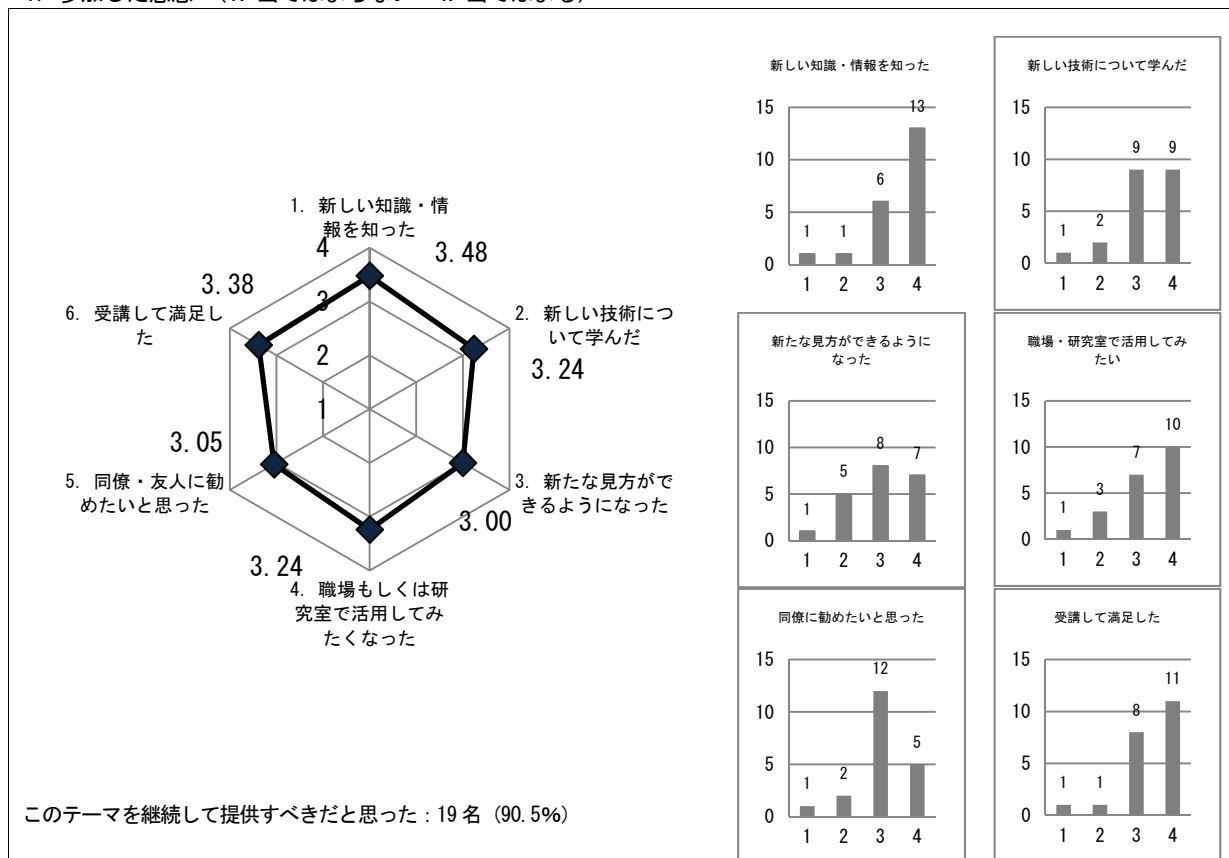 1. 新しい知識・情
報を知った
4
3.48
3.38
3
6. 受講して満足し
た
2. 新しい技術につ
いて学んだ
2
3.24
1
3.05
5. 同僚・友人に勧
めたいと思った
3. 新たな見方がで
きるようになった
3.00
3.24
4. 職場もしくは研
究室で活用してみ
たくなった
このテーマを継続して提供すべきだと思った：19 名（90.5%）
新しい知識・情報を知った
15
10
5
0
1
1
6
13
1 2 3 4
新しい技術について学んだ
15
10
5
0
1
2
9
9
1 2 3 4
新たな見方ができるように
なった
15
10
5
0
1
5
8
7
1 2 3 4
職場・研究室で活用してみ
たい
15
10
5
0
1
3
7
10
1 2 3 4
同僚に勧めたいと思った
15
10
5
0
1
2
12
5
1 2 3 4
受講して満足した
15
10
5
0
1
1
8
11
1 2 3 4